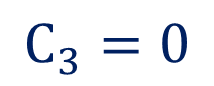 C₃ = 0